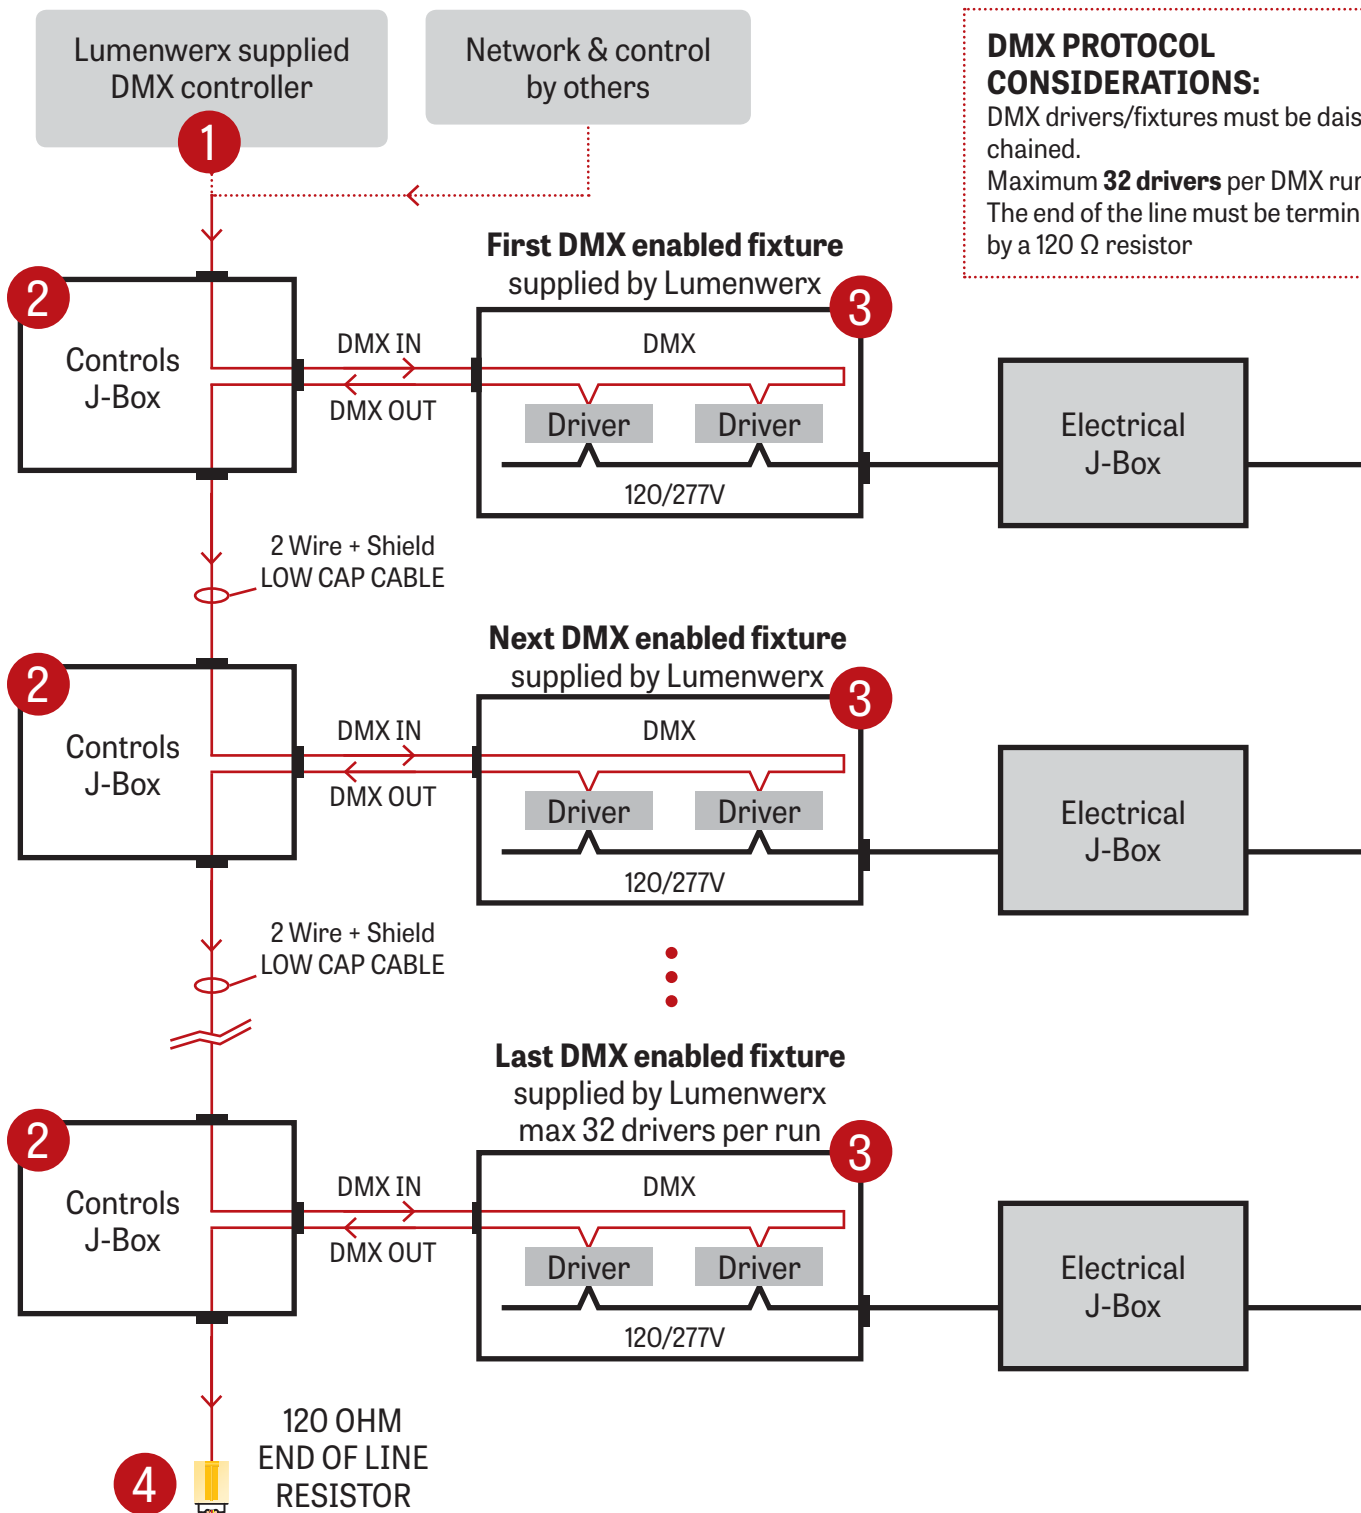 Lumenwerx supplied
DMX controller
1
Network & control
by others
DMX PROTOCOL
CONSIDERATIONS:
DMX drivers/fixtures must be
chained.
Maximum 32 drivers per DMX run
The end of the line must be
by a 120 Ω resistor
First DMX enabled fixture
supplied by Lumenwerx
2
Controls
J-Box
DMX IN
DMX OUT
3
DMX
Driver
Driver
120/277V
Electrical
J-Box
2 Wire + Shield
LOW CAP CABLE
Next DMX enabled fixture
supplied by Lumenwerx
2
Controls
J-Box
DMX IN
DMX OUT
3
DMX
Driver
Driver
120/277V
Electrical
J-Box
2 Wire + Shield
LOW CAP CABLE
Last DMX enabled fixture
supplied by Lumenwerx
max 32 drivers per run
2
Controls
J-Box
DMX IN
DMX OUT
3
DMX
Driver
Driver
120/277V
Electrical
J-Box
4
120 OHM
END OF LINE
RESISTOR